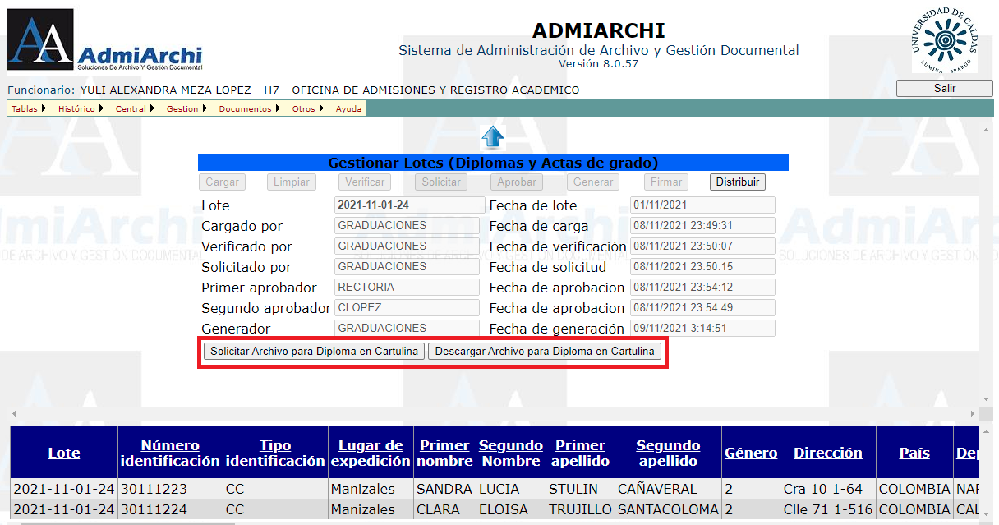 AdmiArchi
Soluciones De Archivo Y Gestión Documental
ADMIARCHI
Sistema de Administración de Archivo y Gestión Documental
Versión 8.0.57
UNIVERSIDAD DE CALDAS
LUMINA SPARGO
Funcionario: YULI ALEXANDRA MEZA LOPEZ - H7 - OFICINA DE ADMISIONES Y REGISTRO ACADEMICO
Salir
Tablas Histórico Central Gestion Documentos Otros Ayuda
Gestionar Lotes (Diplomas y Actas de grado)
Cargar Limpiar Verificar Solicitar Aprobar Generar Firmar Distribuir
Lote 2021-11-01-24 Fecha de lote 01/11/2021
Cargado por GRADUACIONES Fecha de carga 08/11/2021 23:49:31
Verificado por GRADUACIONES Fecha de verificación 08/11/2021 23:50:07
Solicitado por GRADUACIONES Fecha de solicitud 08/11/2021 23:50:15
Primer aprobador RECTORIA Fecha de aprobacion 08/11/2021 23:54:12
Segundo aprobador CLOPEZ Fecha de aprobacion 08/11/2021 23:54:49
Generador GRADUACIONES Fecha de generación 09/11/2021 3:14:51
Solicitar Archivo para Diploma en Cartulina Descargar Archivo para Diploma en Cartulina
Lote Número identificación Tipo identificación Lugar de expedición Primer nombre Segundo Nombre Primer apellido Segundo apellido Género Dirección País
2021-11-01-24 30111223 CC Manizales SANDRA LUCIA STULIN CAÑAVERAL 2 Cra 10 1-64 COLOMBIA
2021-11-01-24 30111224 CC Manizales CLARA ELOISA TRUJILLO SANTACOLOMA 2 Clle 71 1-516 COLOMBIA